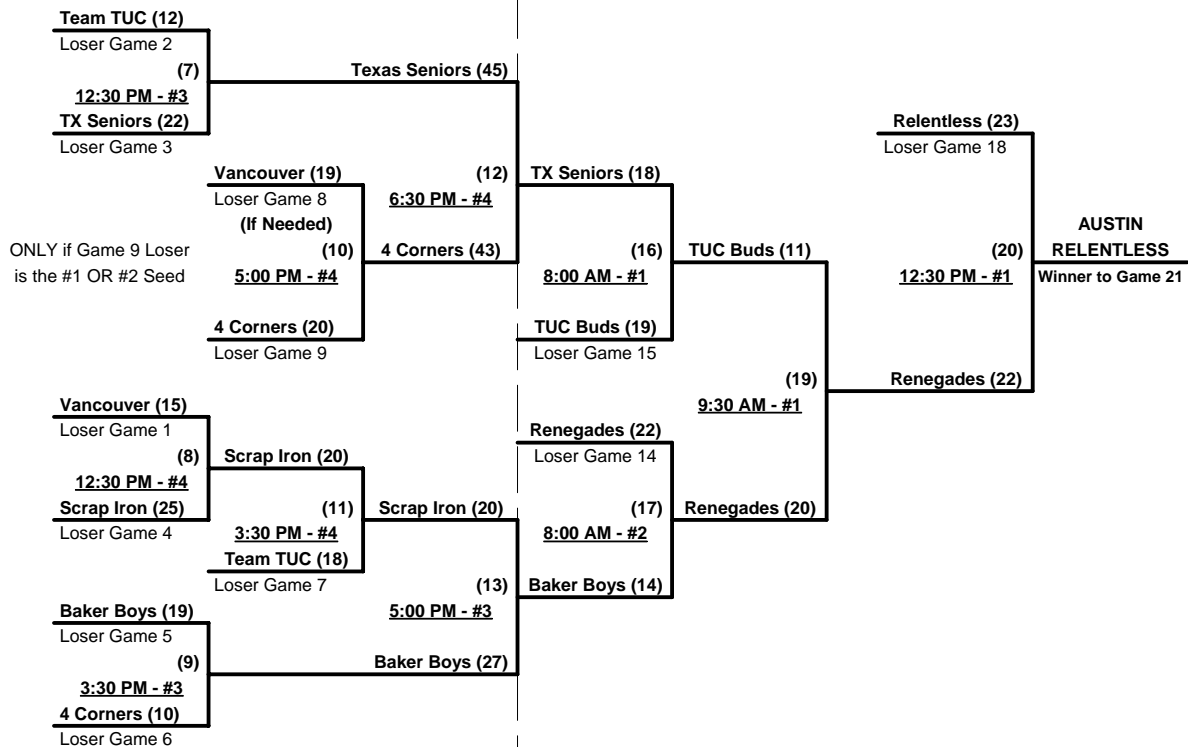 Team TUC (12)
Loser Game 2
(7)
Texas Seniors (45)
12:30 PM - #3
TX Seniors (22)
Loser Game 3
Relentless (23)
Loser Game 18
Vancouver (19)
Loser Game 8
(12)
TX Seniors (18)
6:30 PM - #4
(If Needed)
ONLY if Game 9 Loser
is the #1 OR #2 Seed
(10)
5:00 PM - #4
4 Corners (43)
(16)
8:00 AM - #1
TUC Buds (11)
(20)
12:30 PM - #1
AUSTIN
RELENTLESS
Winner to Game 21
4 Corners (20)
Loser Game 9
TUC Buds (19)
Loser Game 15
(19)
9:30 AM - #1
Renegades (22)
Vancouver (15)
Loser Game 1
Renegades (22)
Loser Game 14
(8)
12:30 PM - #4
Scrap Iron (20)
Scrap Iron (25)
Loser Game 4
(11)
3:30 PM - #4
Scrap Iron (20)
(17)
8:00 AM - #2
Renegades (20)
Team TUC (18)
Loser Game 7
(13)
5:00 PM - #3
Baker Boys (14)
Baker Boys (19)
Loser Game 5
(9)
3:30 PM - #3
Baker Boys (27)
4 Corners (10)
Loser Game 6